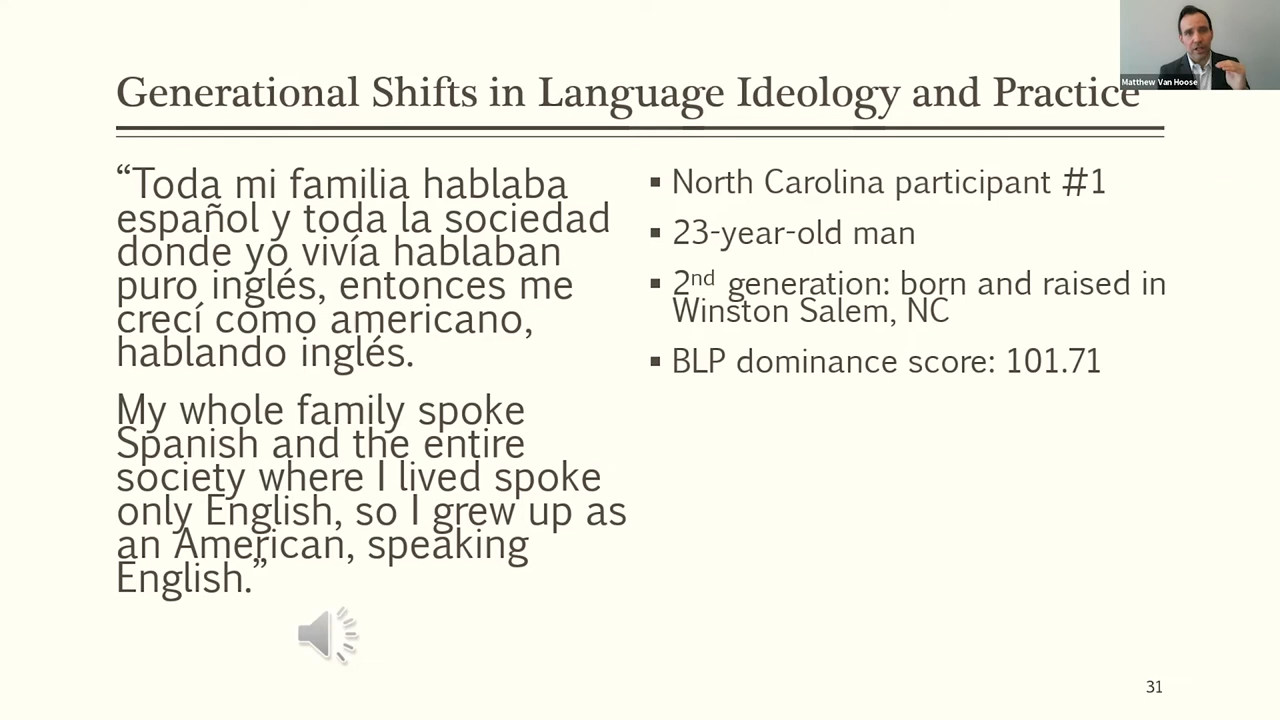 Matthew Van Hoose
Generational Shifts in Language Ideology and Practice
“Toda mi familia hablaba
español y toda la sociedad
donde yo vivía hablaban
puro inglés, entonces me
crecí como americano,
hablando inglés.
My whole family spoke
Spanish and the entire
society where I lived spoke
only English, so I grew up as
an American, speaking
English.”
▪ North Carolina participant #1
▪ 23-year-old man
▪ 2nd generation: born and raised in
Winston Salem, NC
▪ BLP dominance score: 101.71
31